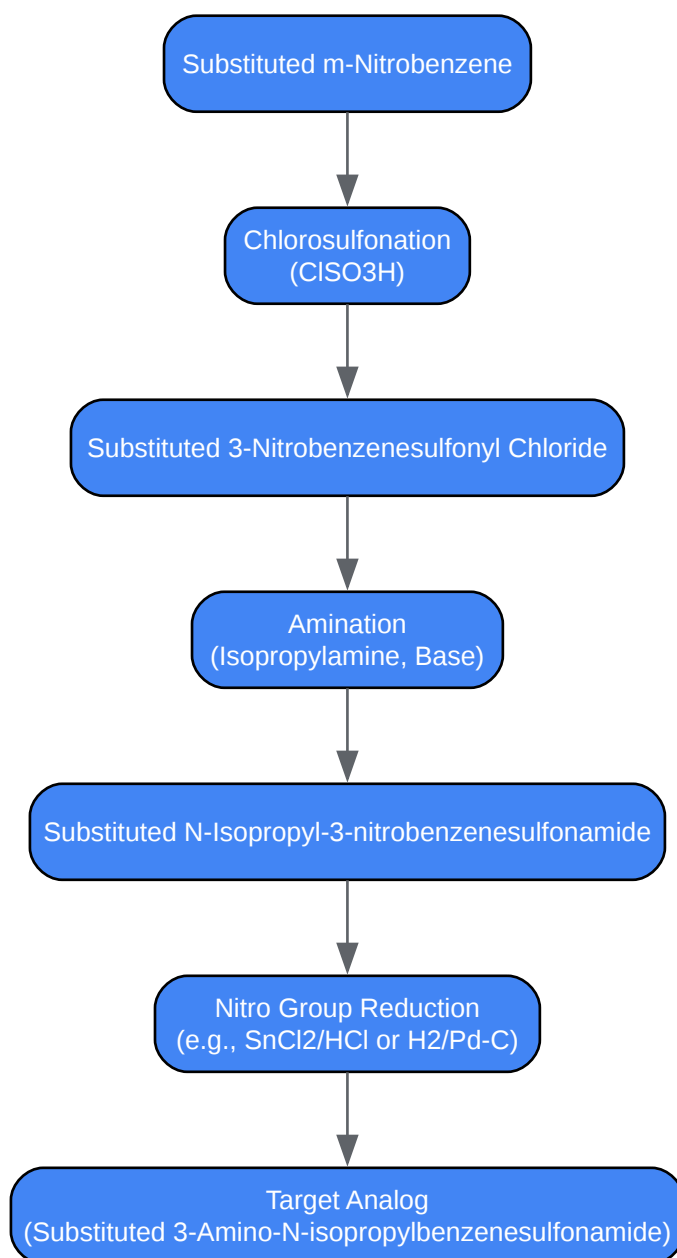 Substituted m-Nitrobenzene
Chlorosulfonation
(ClSO3H)
Substituted 3-Nitrobenzenesulfonyl Chloride
Amination
(Isopropylamine, Base)
Substituted N-Isopropyl-3-nitrobenzenesulfonamide
Nitro Group Reduction
(e.g., SnCl2/HCl or H2/Pd-C)
Target Analog
(Substituted 3-Amino-N-isopropylbenzenesulfonamide)